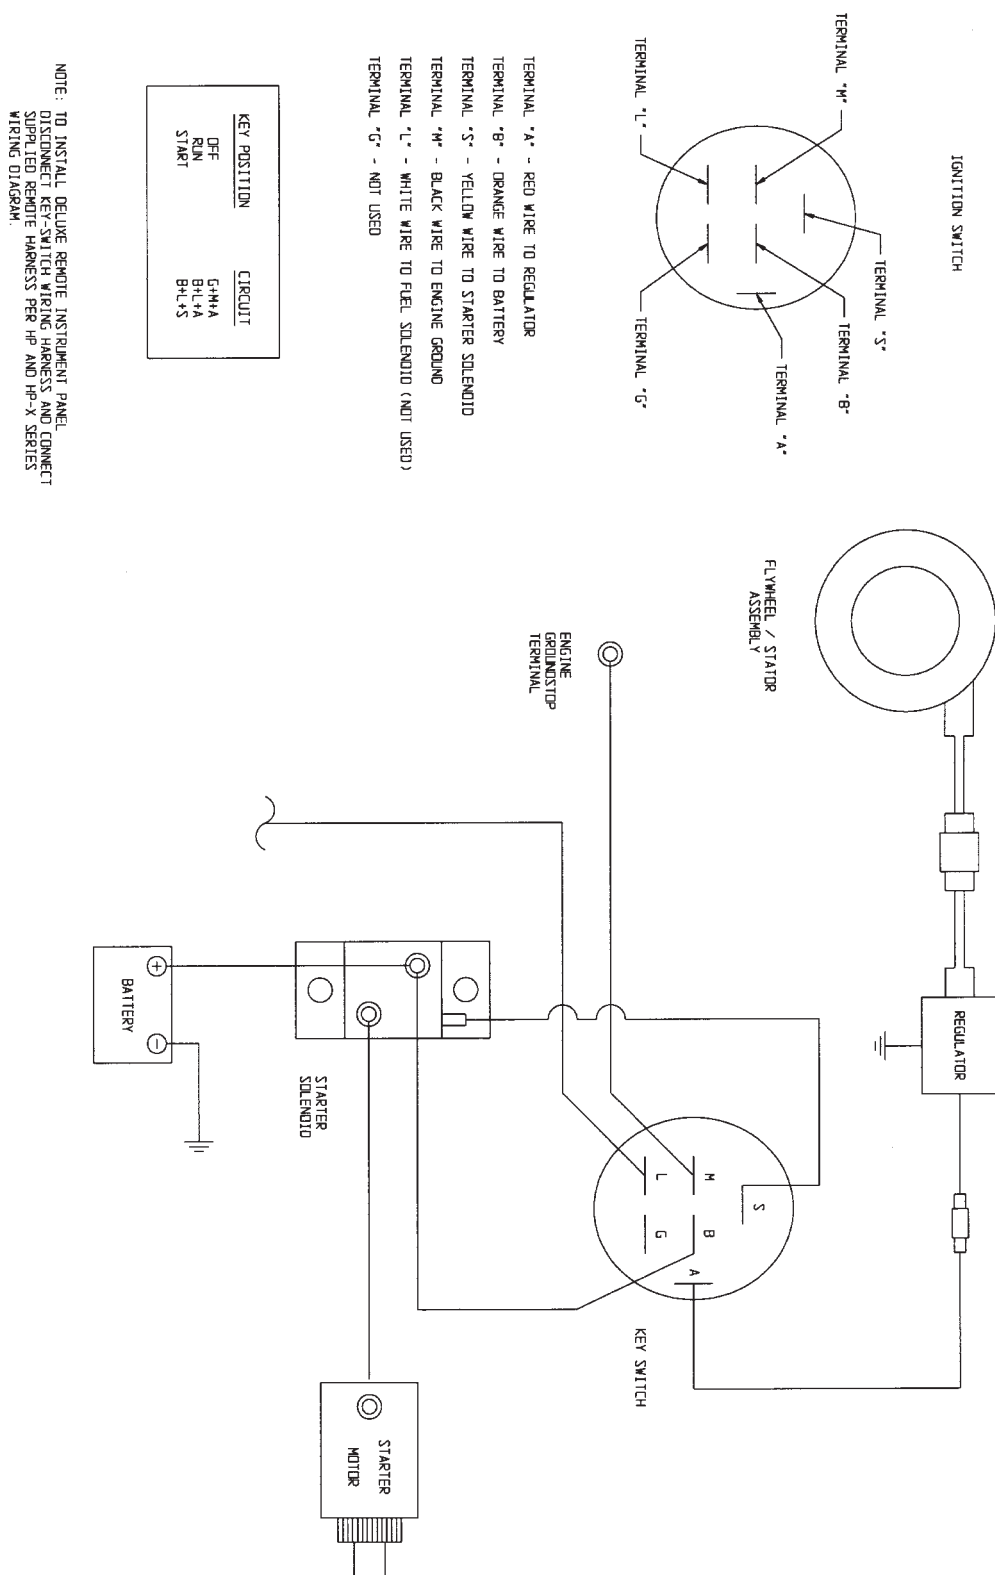 IGNITION SWITCH
TERMINAL "M"
TERMINAL "S"
TERMINAL "B"
TERMINAL "A"
TERMINAL "L"
TERMINAL "G"
TERMINAL "A" - RED WIRE TO REGULATOR
TERMINAL "B" - ORANGE WIRE TO BATTERY
TERMINAL "S" - YELLOW WIRE TO STARTER SOLENOID
TERMINAL "M" - BLACK WIRE TO ENGINE GROUND
TERMINAL "L" - WHITE WIRE TO FUEL SOLENOID (NOT USED)
TERMINAL "G" - NOT USED
KEY POSITION CIRCUIT
OFF G+M+A
RUN B+L+A
START B+L+S
NOTE: TO INSTALL DELUXE REMOTE INSTRUMENT PANEL
DISCONNECT KEY-SWITCH WIRING HARNESS AND CONNECT
SUPPLIED REMOTE HARNESS PER HP AND HP-X SERIES
WIRING DIAGRAM.
FLYWHEEL / STATOR
ASSEMBLY
REGULATOR
ENGINE
GROUNDSTOP
TERMINAL
S
M
B
A
L
G
KEY SWITCH
STARTER
SOLENOID
+
BATTERY
-
STARTER
MOTOR